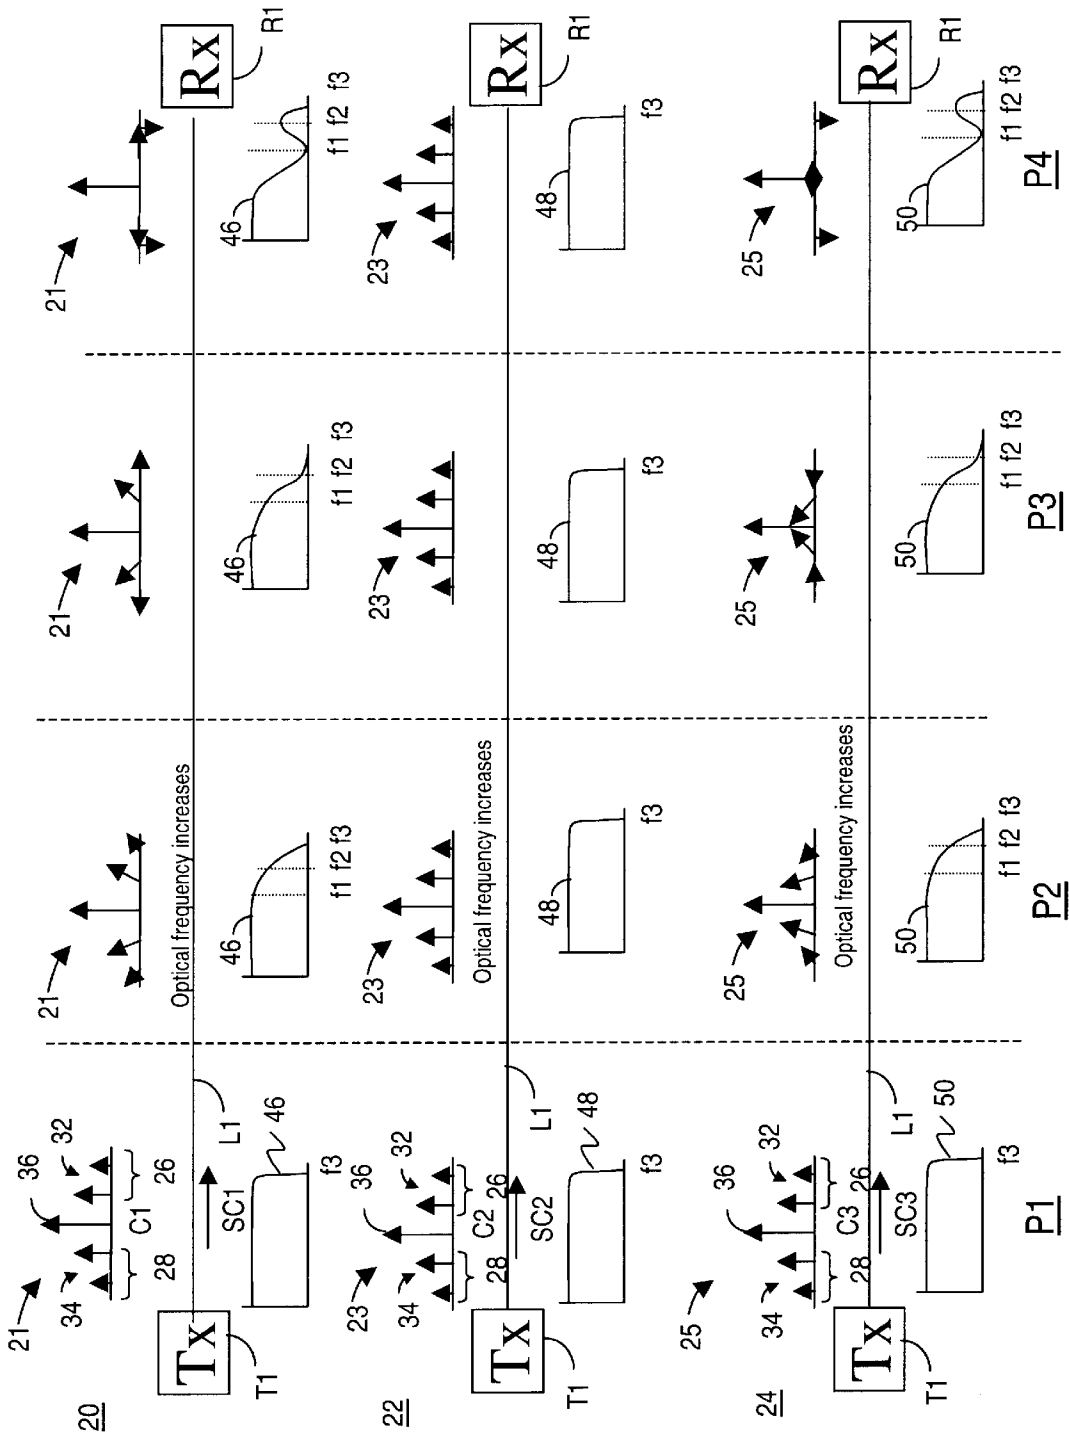 20
21
34
36
32
28
C1
26
Tx
T1
SC1
L1
46
f3
21
Optical frequency increases
46
f1 f2 f3
21
46
f1 f2 f3
21
Rx
R1
46
f1 f2 f3
22
23
34
36
32
28
C2
26
Tx
T1
SC2
L1
48
f3
23
Optical frequency increases
48
f3
23
48
f3
23
Rx
R1
48
f3
24
25
34
36
32
28
C3
26
Tx
T1
SC3
L1
50
f3
25
Optical frequency increases
50
f1 f2 f3
25
50
f1 f2 f3
25
Rx
R1
50
f1 f2 f3
P1
P2
P3
P4